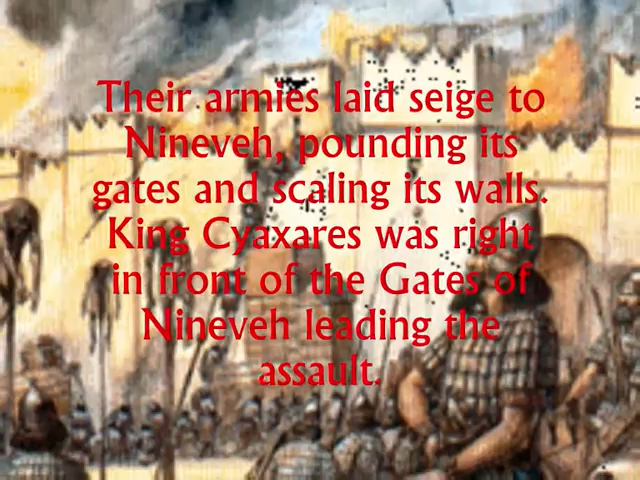 Their armies laid seige to
Nineveh, pounding its
gates and scaling its walls.
King Cyaxares was right
in front of the Gates of
Nineveh leading the
assault.